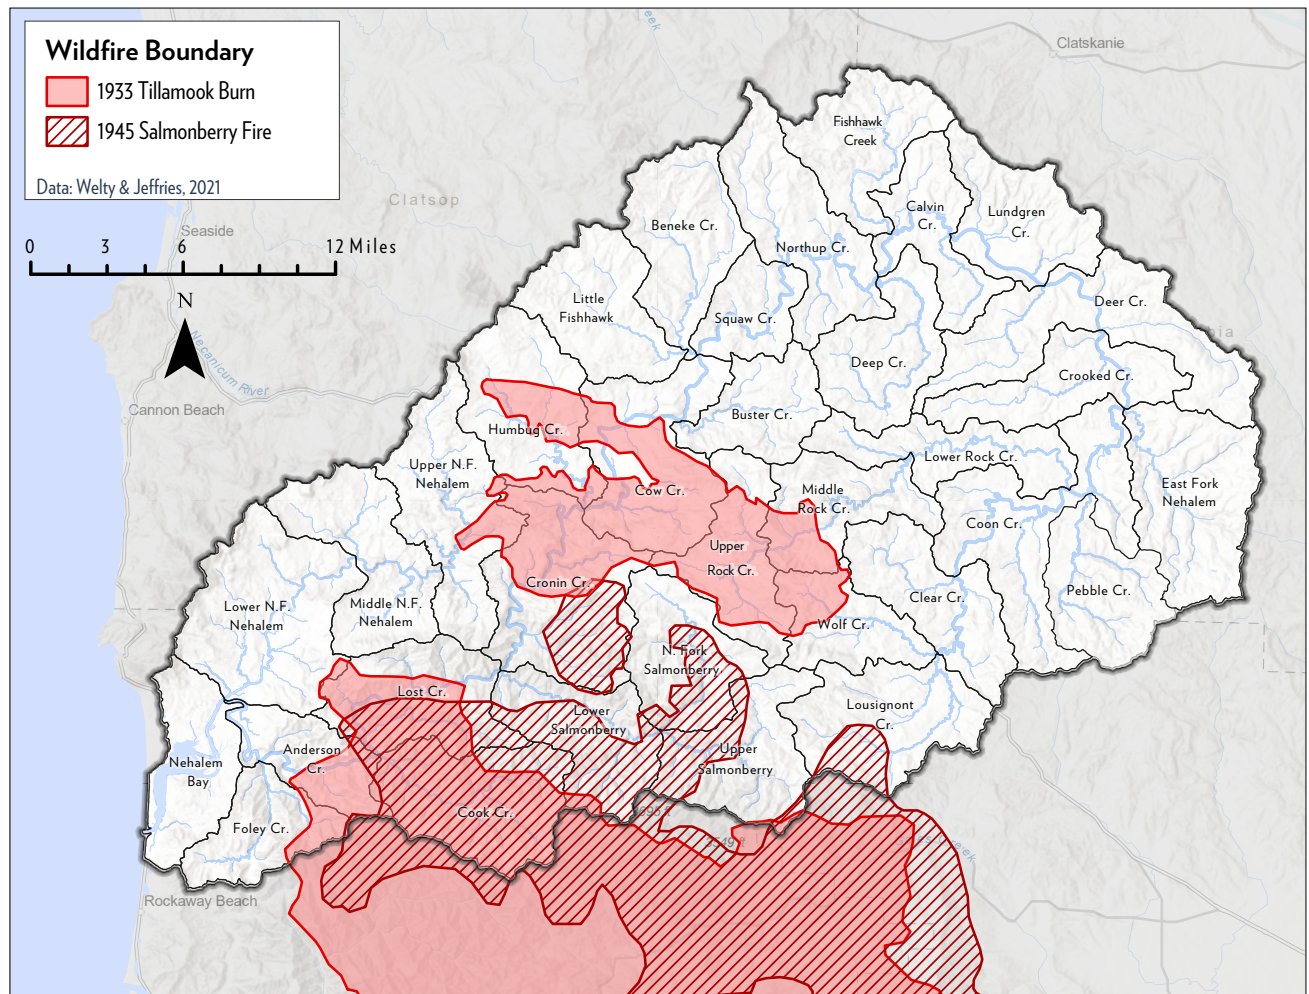 Wildfire Boundary
1933 Tillamook Burn
1945 Salmonberry Fire
Data: Welty & Jeffries, 2021
0 3 6 12 Miles
N
Clatskanie
Clatsop
Seaside
Necanicum River
Cannon Beach
Rockaway Beach
eek
Fishhawk
Creek
Calvin
Cr.
Lundgren
Cr.
Beneke Cr.
Northup Cr.
Little
Fishhawk
Squaw Cr.
Deer Cr.
bia
Deep Cr.
Crooked Cr.
Buster Cr.
Humbug Cr.
Upper N.F.
Nehalem
Lower Rock Cr.
East Fork
Nehalem
Cow Cr.
Middle
Rock Cr.
Coon Cr.
Upper
Rock Cr.
Cronin Cr.
Pebble Cr.
Clear Cr.
Lower N.F.
Nehalem
Middle N.F.
Nehalem
Wolf Cr.
N. Fork
Salmonberry
Lost Cr.
Lower
Salmonberry
Lousignont
Cr.
Anderson
Cr.
Upper
Salmonberry
Nehalem
Bay
Cook Cr.
Foley Cr.
3549 ft